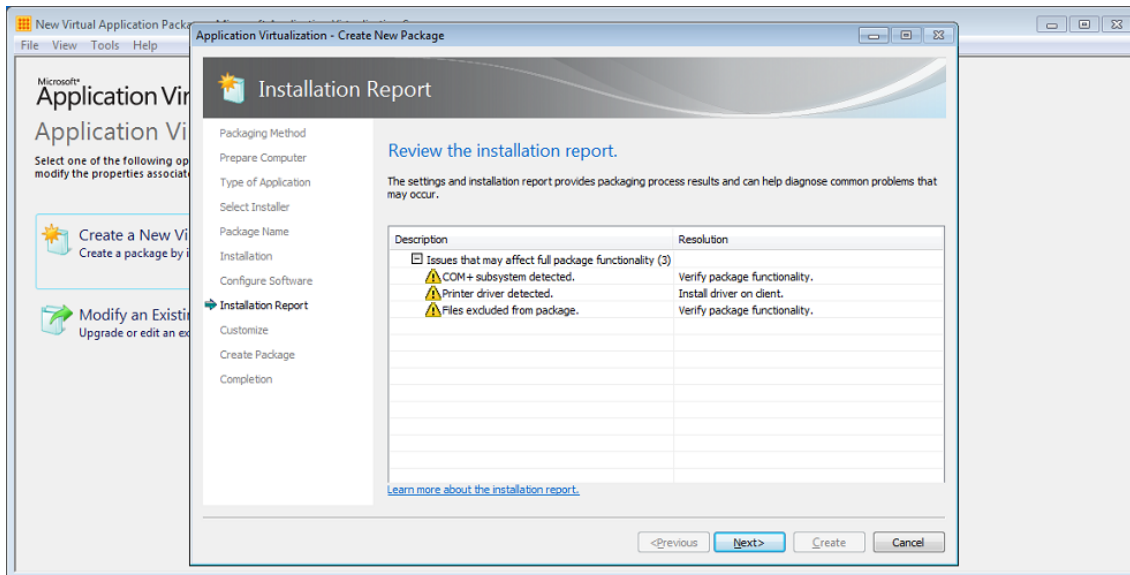 New Virtual Application Packa
File View Tools Help
Microsoft®
Application Vir
Application Vi
Select one of the following op
modify the properties associat
Create a New Vi
Create a package by i
Modify an Existi
Upgrade or edit an ex
Application Virtualization - Create New Package
Installation Report
Packaging Method
Prepare Computer
Type of Application
Select Installer
Package Name
Installation
Configure Software
Installation Report
Customize
Create Package
Completion
Review the installation report.
The settings and installation report provides packaging process results and can help diagnose common problems that
may occur.
Description Resolution
Issues that may affect full package functionality (3)
COM+ subsystem detected. Verify package functionality.
Printer driver detected. Install driver on client.
Files excluded from package. Verify package functionality.
Learn more about the installation report.
<Previous Next> Create Cancel